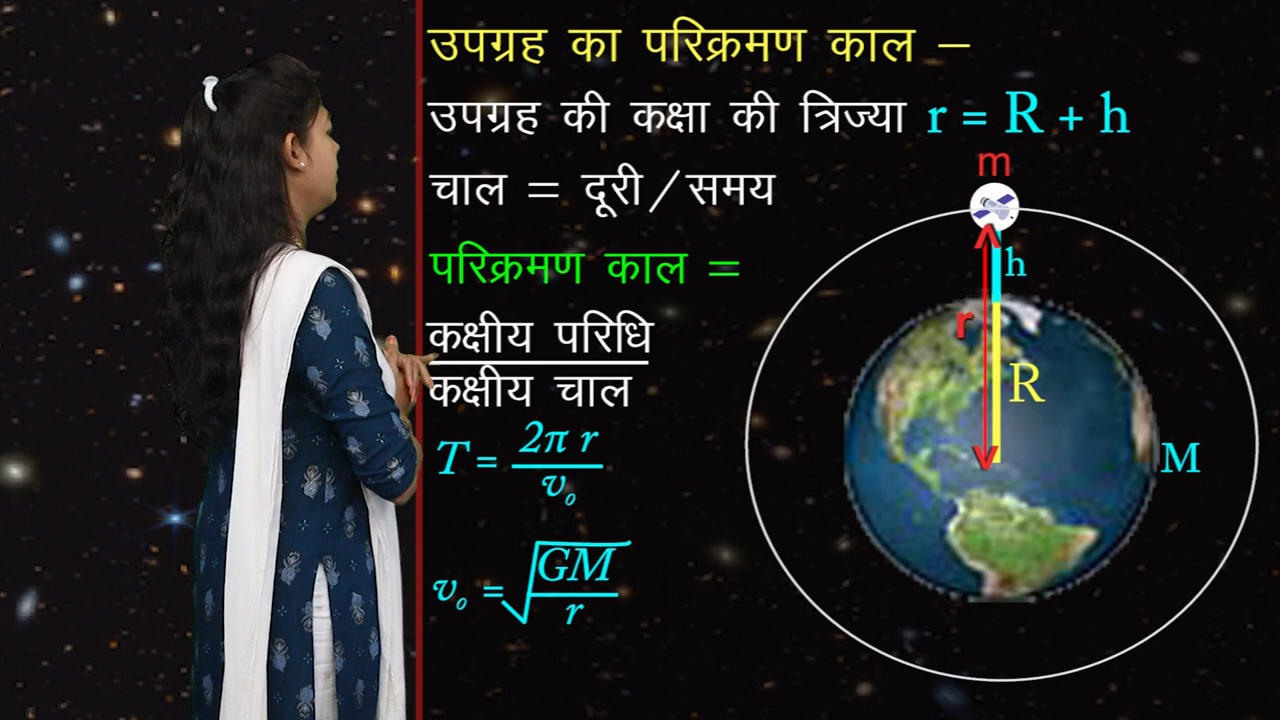 उपग्रह का परिक्रमण काल –
उपग्रह की कक्षा की त्रिज्या r = R + h
चाल = दूरी / समय
परिक्रमण काल =
कक्षीय परिधि
कक्षीय चाल
T = 2π r / v₀
v₀ = √GM / r
m
h
r
R
M